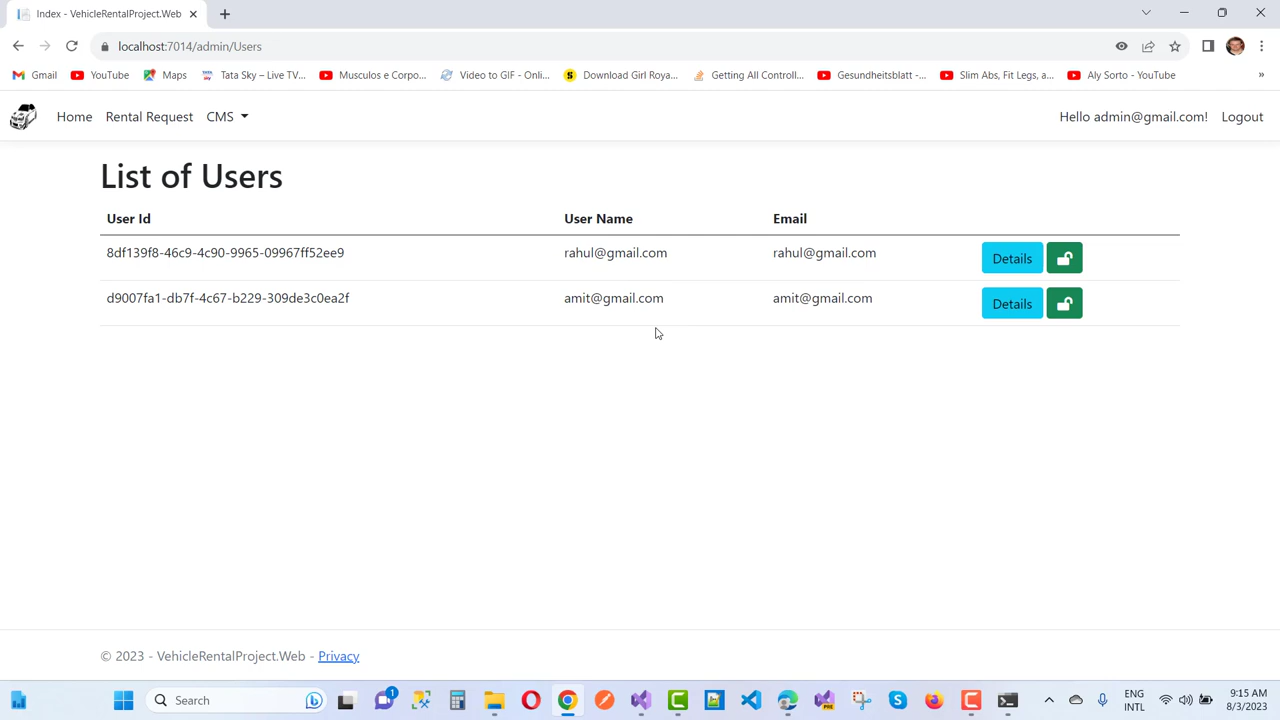 Index - VehicleRentalProject.Web
localhost:7014/admin/Users
Gmail YouTube Maps Tata Sky – Live TV... Musculos e Corpo... Video to GIF - Onli... Download Girl Roya... Getting All Controll... Gesundheitsblatt -... Slim Abs, Fit Legs, a... Aly Sorto - YouTube »
Home Rental Request CMS Hello admin@gmail.com! Logout
List of Users
User Id User Name Email
8df139f8-46c9-4c90-9965-09967ff52ee9 rahul@gmail.com rahul@gmail.com Details
d9007fa1-db7f-4c67-b229-309de3c0ea2f amit@gmail.com amit@gmail.com Details
© 2023 - VehicleRentalProject.Web - Privacy
Search 1 ENG 9:15 AM
INTL 8/3/2023